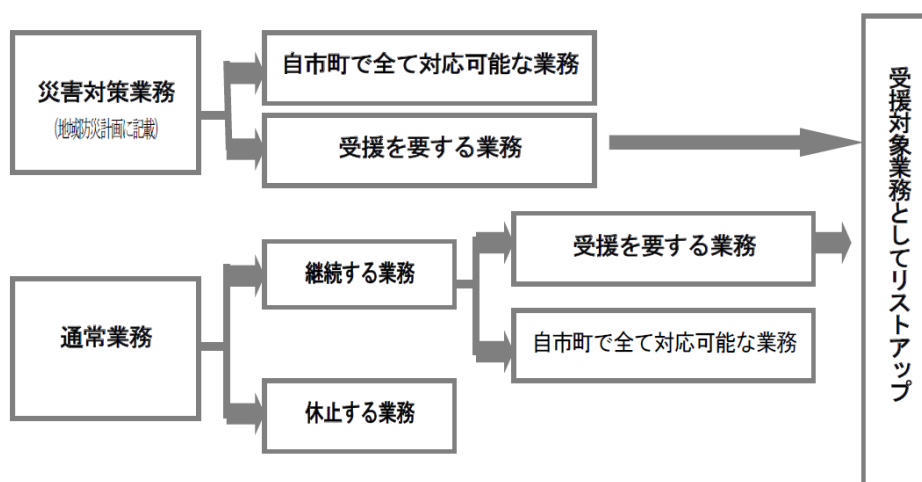 災害対策業務
(地域防災計画に記載)
自市町で全て対応可能な業務
受援を要する業務
通常業務
継続する業務
受援を要する業務
自市町で全て対応可能な業務
休止する業務
受援対象業務としてリストアップ